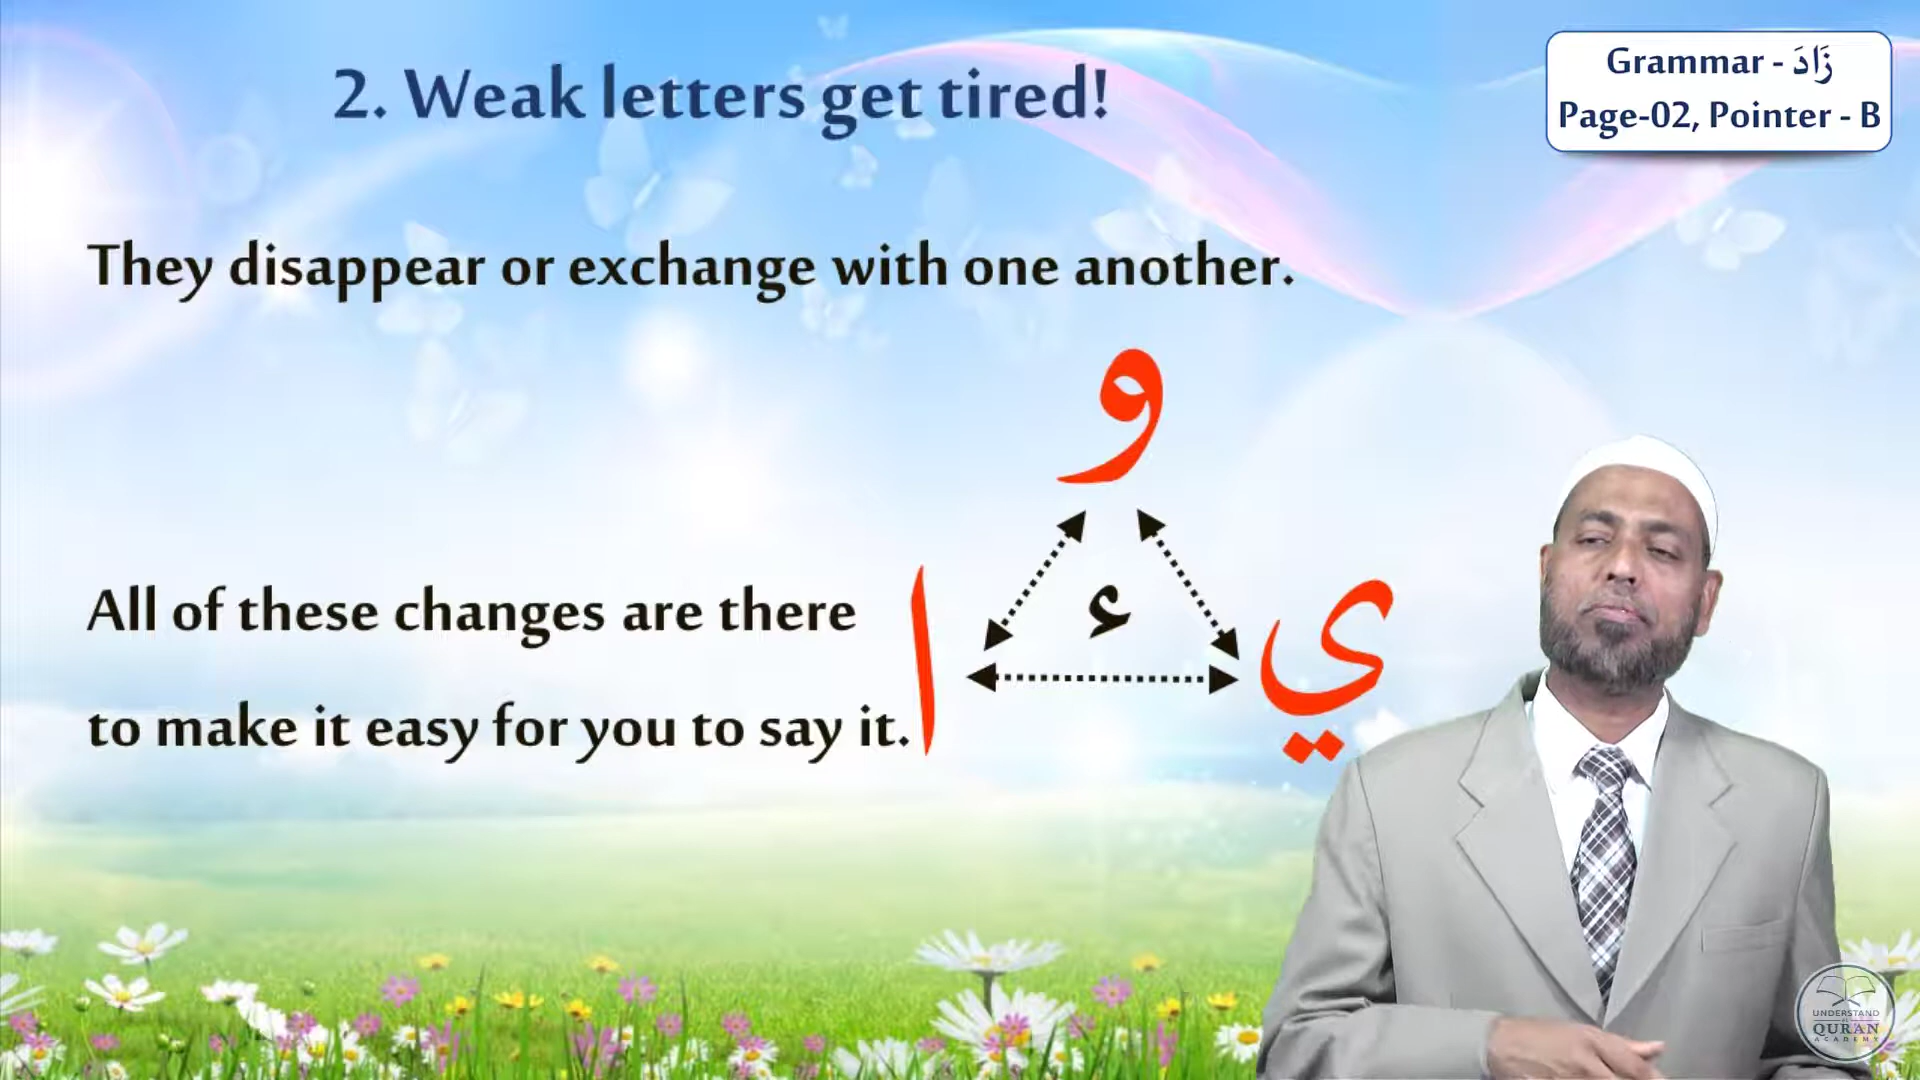 2. Weak letters get tired!
Grammar - زَادَ
Page-02, Pointer - B
They disappear or exchange with one another.
و
ء
ا
ي
All of these changes are there
to make it easy for you to say it.
UNDERSTAND
QURAN
ACADEMY